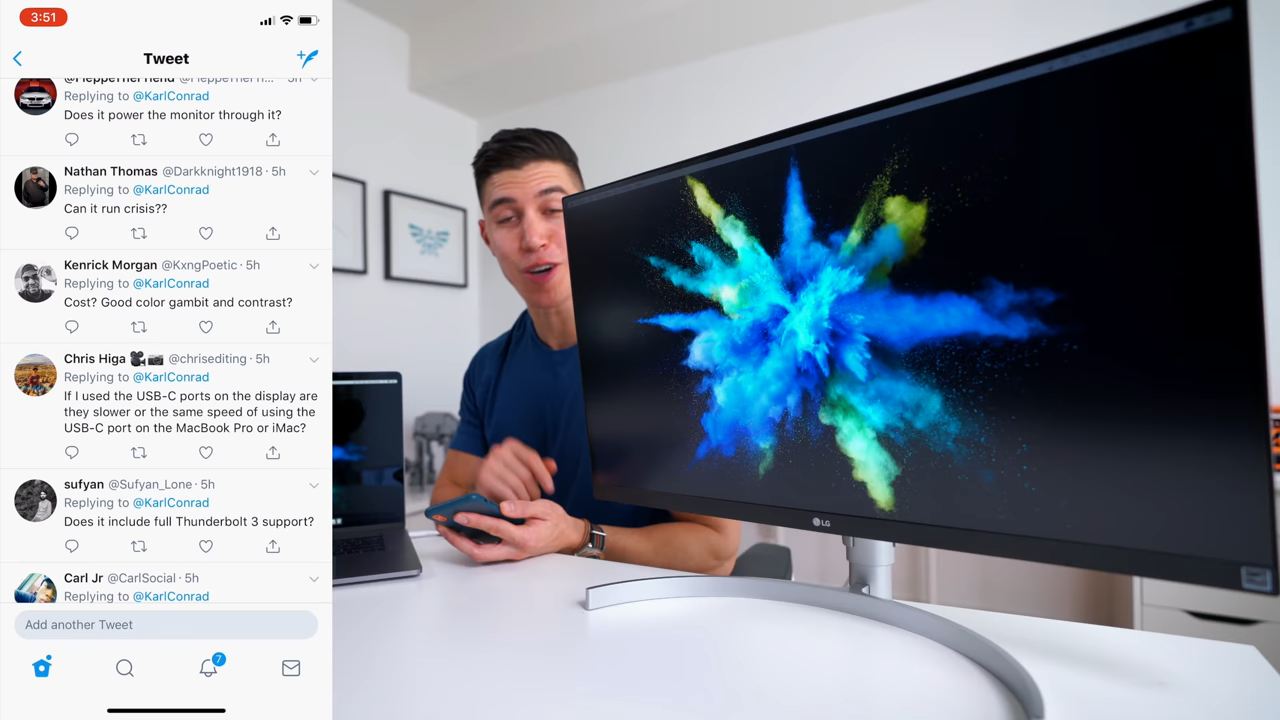 3:51
Tweet
Replying to @KarlConrad
Does it power the monitor through it?
Nathan Thomas @Darkknight1918 · 5h
Replying to @KarlConrad
Can it run crisis??
Kenrick Morgan @KxngPoetic · 5h
Replying to @KarlConrad
Cost? Good color gambit and contrast?
Chris Higa 🎥📷 @chrisediting · 5h
Replying to @KarlConrad
If I used the USB-C ports on the display are
they slower or the same speed of using the
USB-C port on the MacBook Pro or iMac?
sufyan @Sufyan_Lone · 5h
Replying to @KarlConrad
Does it include full Thunderbolt 3 support?
Carl Jr @CarlSocial · 5h
Replying to @KarlConrad
Add another Tweet
7
LG